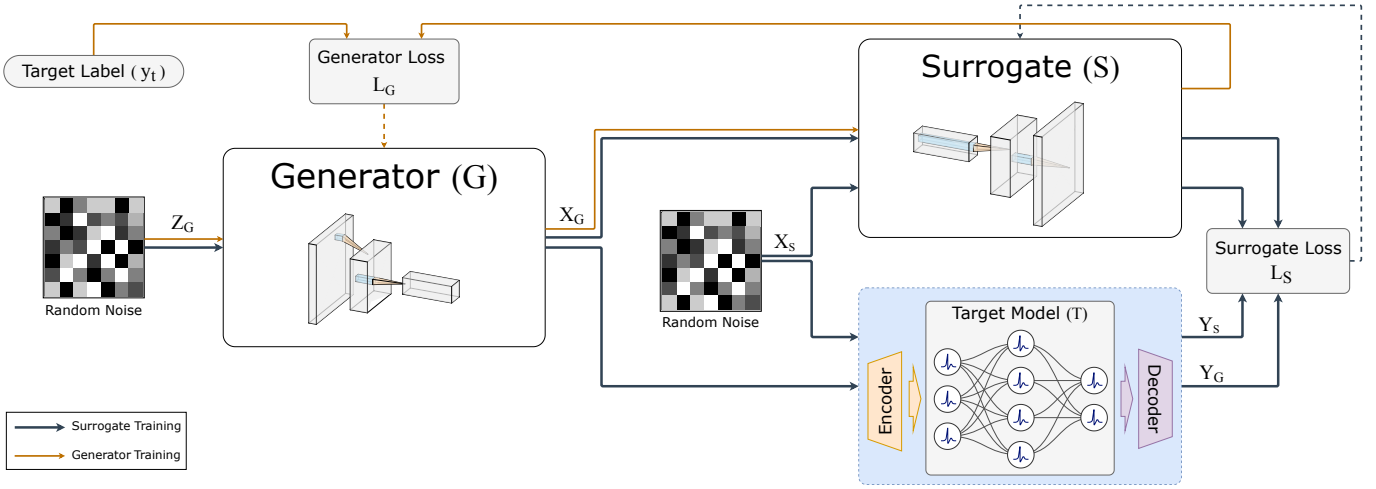 Target Label (yt)
Generator Loss
LG
Surrogate (S)
Generator (G)
ZG
Random Noise
XG
XS
Random Noise
Surrogate Loss
LS
Target Model (T)
Encoder
Decoder
YS
YG
Surrogate Training
Generator Training